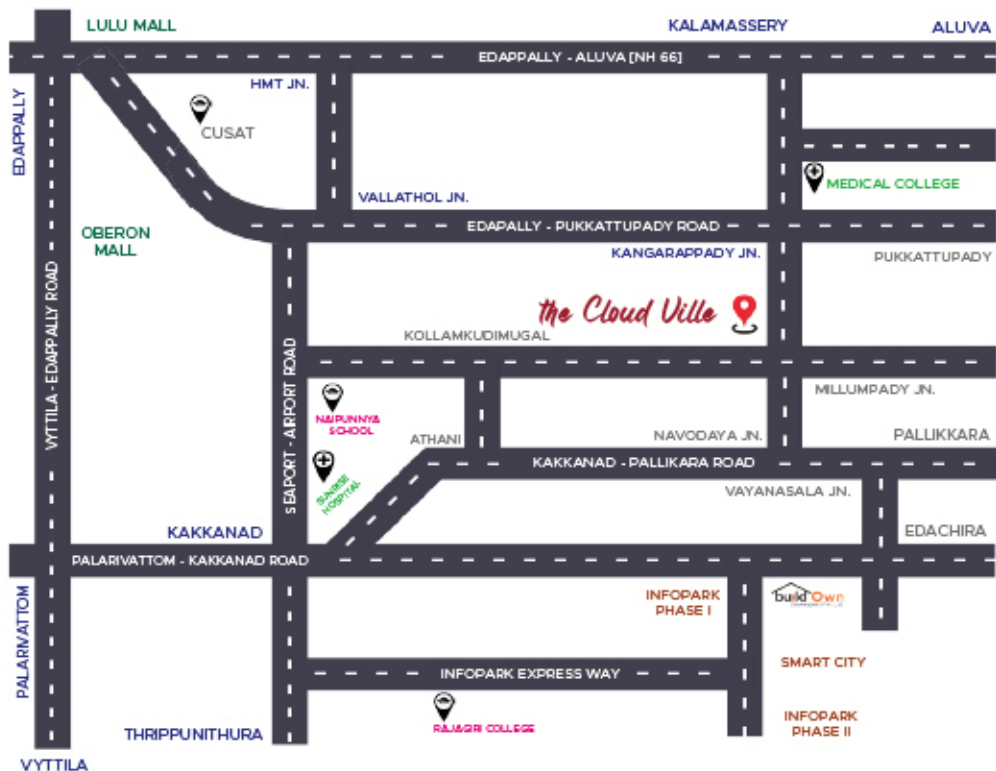 LULU MALL
KALAMASSERY
ALUVA
EDAPPALLY - ALUVA [NH 66]
HMT JN.
EDAPPALLY
CUSAT
MEDICAL COLLEGE
VALLATHOL JN.
EDAPALLY - PUKKATTUPADY ROAD
OBERON
MALL
KANGARAPPADY JN.
PUKKATTUPADY
the Cloud Ville
KOLLAMKUDIMUGAL
VYTTILA - EDAPPALLY ROAD
SEAPORT - AIRPORT ROAD
MILLUMPADY JN.
NAIPUNNYA
SCHOOL
ATHANI
NAVODAYA JN.
PALLIKKARA
KAKKANAD - PALLIKARA ROAD
SUNRISE
HOSPITAL
VAYANASALA JN.
KAKKANAD
EDACHIRA
PALARIVATTOM - KAKKANAD ROAD
INFOPARK
PHASE I
build Own
PALARIVATTOM
SMART CITY
INFOPARK EXPRESS WAY
RAJAGIRI COLLEGE
INFOPARK
PHASE II
THRIPPUNITHURA
VYTTILA